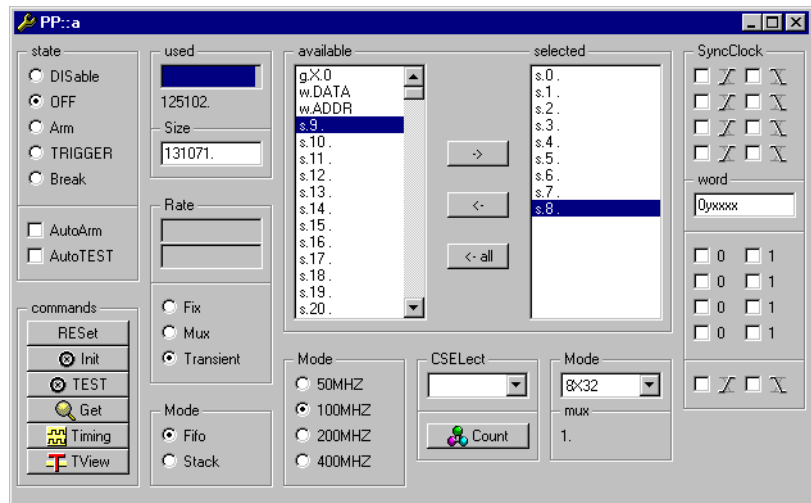 PP::a
state
DISable
OFF
Arm
TRIGGER
Break
AutoArm
AutoTEST
commands
RESet
Init
TEST
Get
Timing
TView
used
125102.
Size
131071.
Rate
Fix
Mux
Transient
Mode
Fifo
Stack
available
g.X.0
w.DATA
w.ADDR
s.9 .
s.10 .
s.11 .
s.12 .
s.13 .
s.14 .
s.15 .
s.16 .
s.17 .
s.18 .
s.19 .
s.20 .
->
<-
<- all
selected
s.0 .
s.1 .
s.2 .
s.3 .
s.4 .
s.5 .
s.6 .
s.7 .
s.8 .
Mode
50MHZ
100MHZ
200MHZ
400MHZ
CSELect
Count
Mode
8X32
mux
1.
SyncClock
word
0yxxxx
0 1
0 1
0 1
0 1